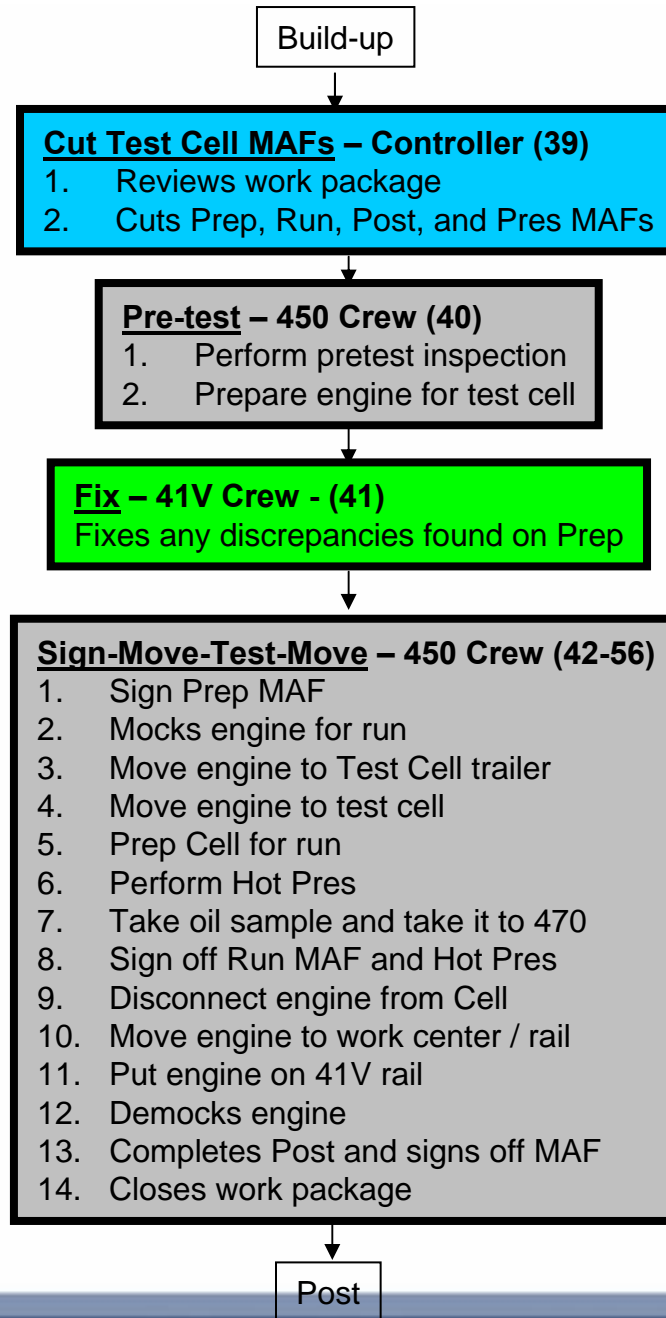 Build-up
Cut Test Cell MAFs – Controller (39)
1. Reviews work package
2. Cuts Prep, Run, Post, and Pres MAFs
Pre-test – 450 Crew (40)
1. Perform pretest inspection
2. Prepare engine for test cell
Fix – 41V Crew - (41)
Fixes any discrepancies found on Prep
Sign-Move-Test-Move – 450 Crew (42-56)
1. Sign Prep MAF
2. Mocks engine for run
3. Move engine to Test Cell trailer
4. Move engine to test cell
5. Prep Cell for run
6. Perform Hot Pres
7. Take oil sample and take it to 470
8. Sign off Run MAF and Hot Pres
9. Disconnect engine from Cell
10. Move engine to work center / rail
11. Put engine on 41V rail
12. Democks engine
13. Completes Post and signs off MAF
14. Closes work package
Post